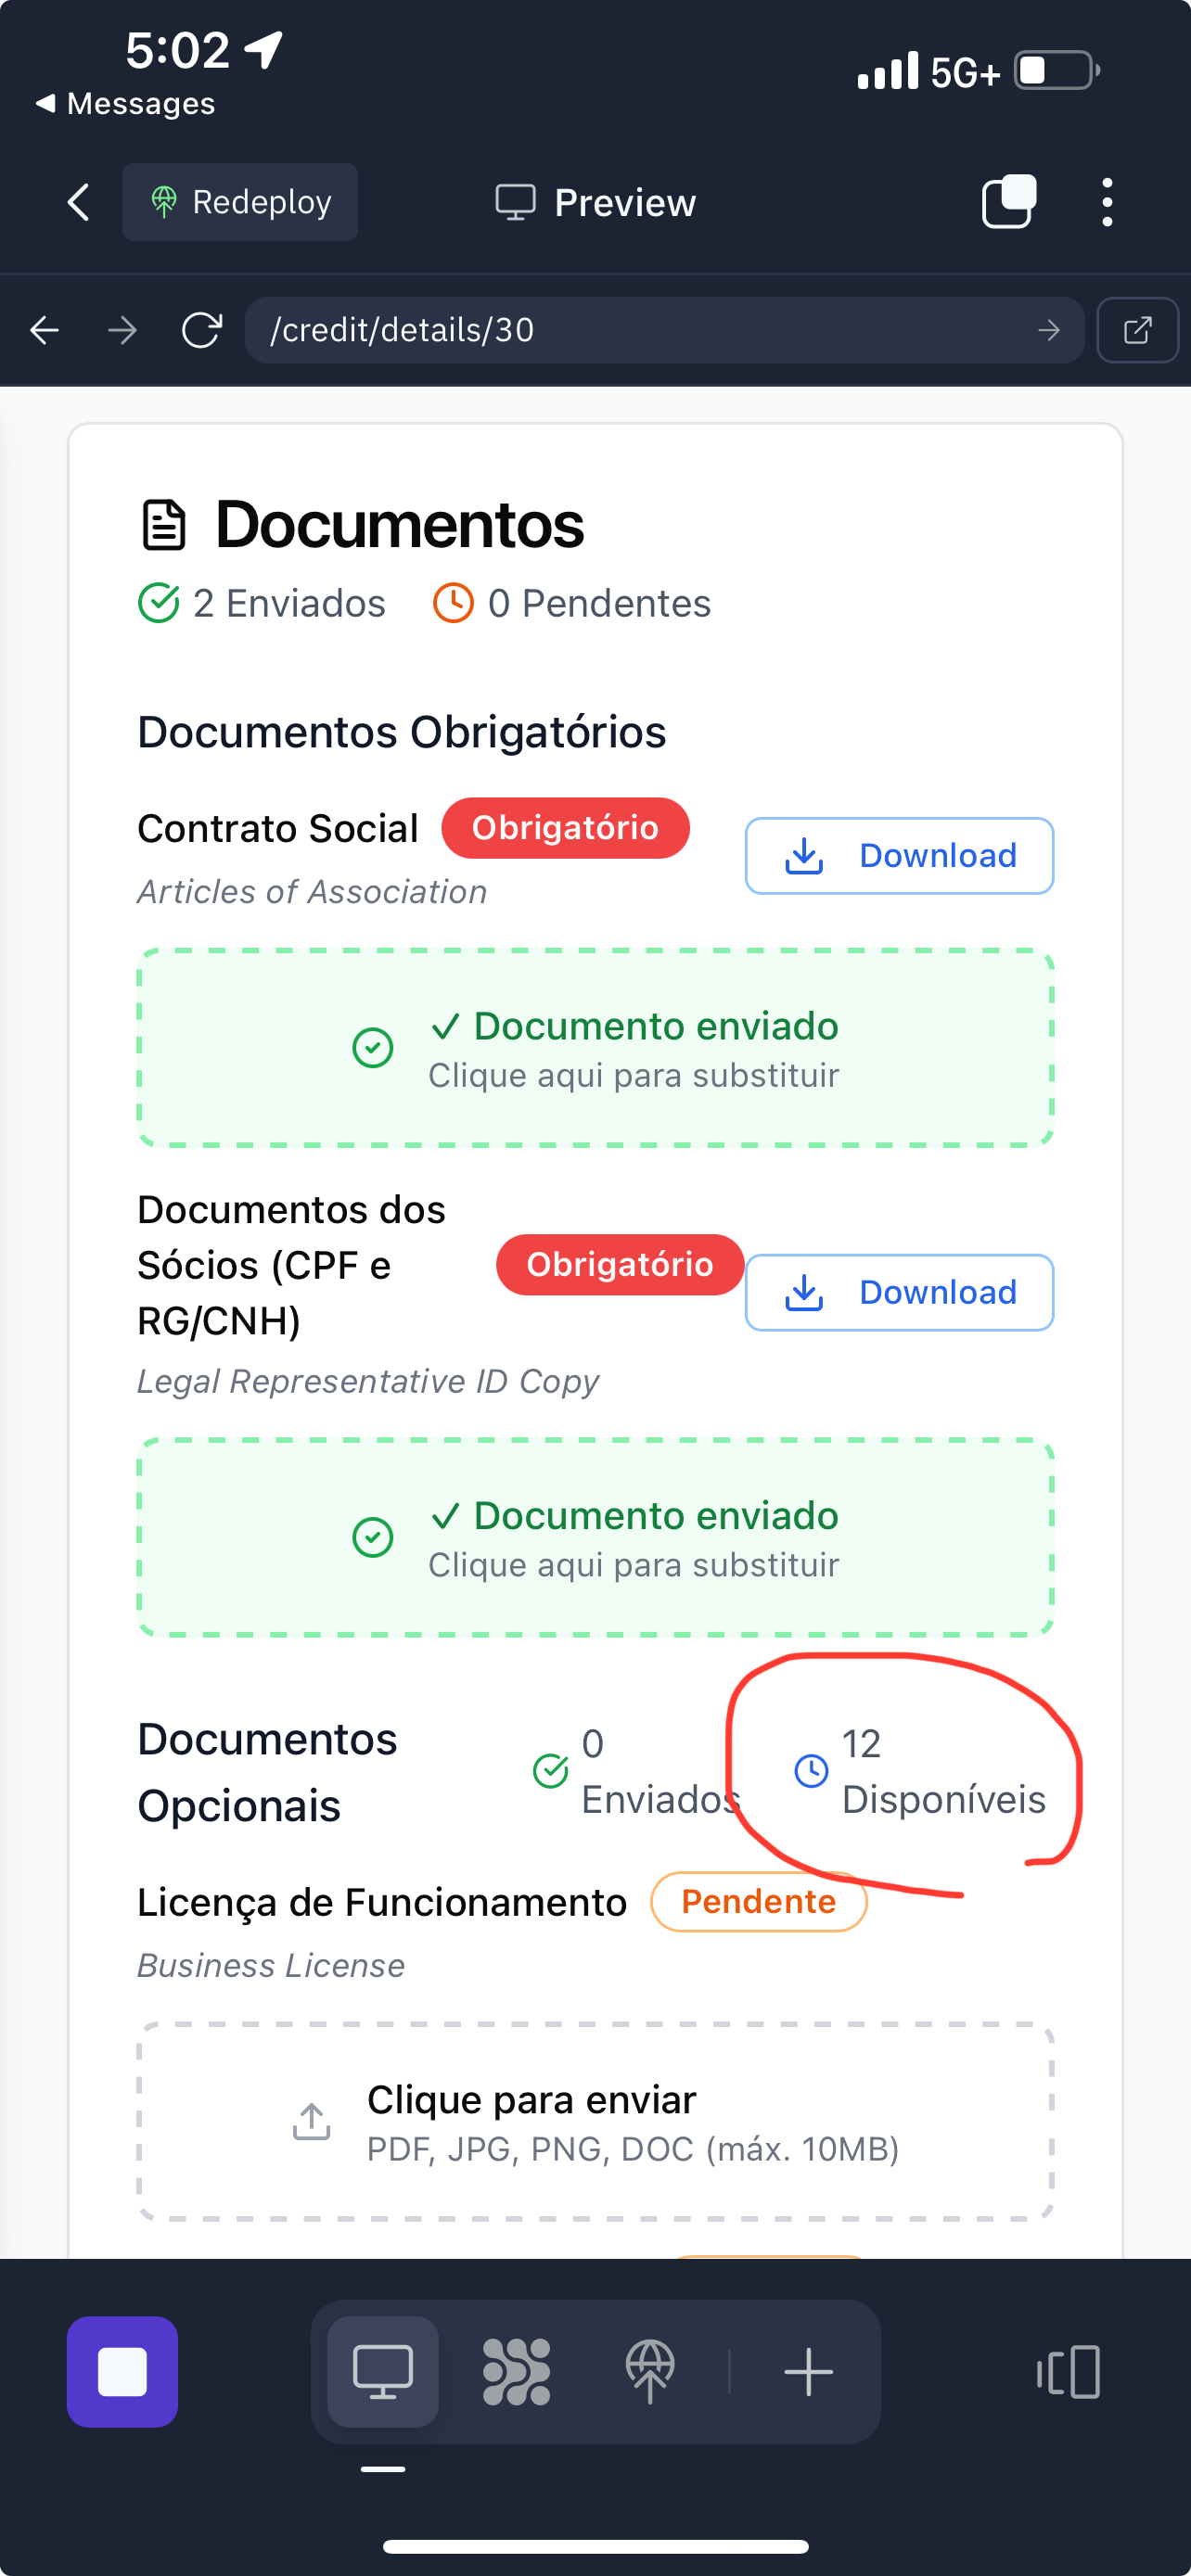 5:02
5G+
Messages
Redeploy
Preview
/credit/details/30
Documentos
2 Enviados
0 Pendentes
Documentos Obrigatórios
Contrato Social
Obrigatório
Download
Articles of Association
✓ Documento enviado
Clique aqui para substituir
Documentos dos
Sócios (CPF e
RG/CNH)
Obrigatório
Download
Legal Representative ID Copy
✓ Documento enviado
Clique aqui para substituir
Documentos
Opcionais
0
Enviados
12
Disponíveis
Licença de Funcionamento
Pendente
Business License
Clique para enviar
PDF, JPG, PNG, DOC (máx. 10MB)